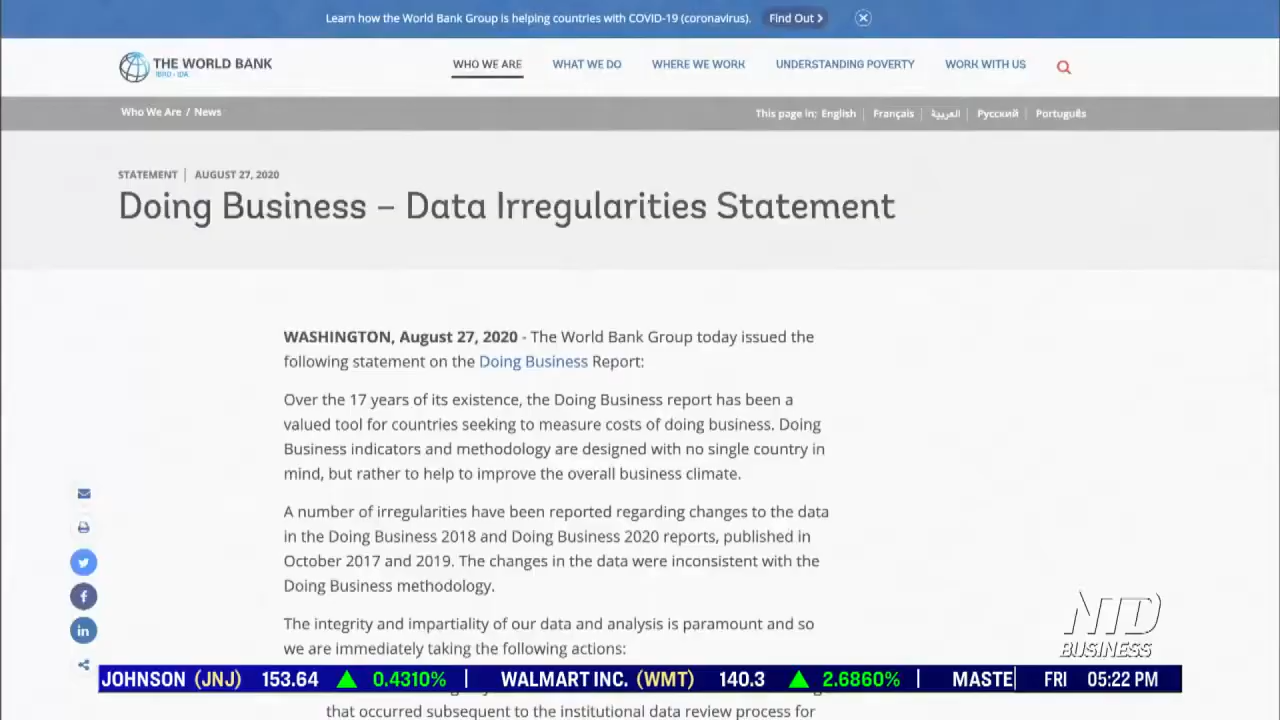 Learn how the World Bank Group is helping countries with COVID-19 (coronavirus). Find Out
THE WORLD BANK
IBRD • IDA
WHO WE ARE WHAT WE DO WHERE WE WORK UNDERSTANDING POVERTY WORK WITH US
Who We Are / News
This page in: English Français العربية Русский Português
STATEMENT | AUGUST 27, 2020
Doing Business – Data Irregularities Statement
WASHINGTON, August 27, 2020 - The World Bank Group today issued the
following statement on the Doing Business Report:
Over the 17 years of its existence, the Doing Business report has been a
valued tool for countries seeking to measure costs of doing business. Doing
Business indicators and methodology are designed with no single country in
mind, but rather to help to improve the overall business climate.
A number of irregularities have been reported regarding changes to the data
in the Doing Business 2018 and Doing Business 2020 reports, published in
October 2017 and 2019. The changes in the data were inconsistent with the
Doing Business methodology.
The integrity and impartiality of our data and analysis is paramount and so
we are immediately taking the following actions:
NTD
BUSINESS
JOHNSON (JNJ) 153.64 ▲ 0.4310% | WALMART INC. (WMT) 140.3 ▲ 2.6860% | MASTE FRI 05:22 PM
that occurred subsequent to the institutional data review process for